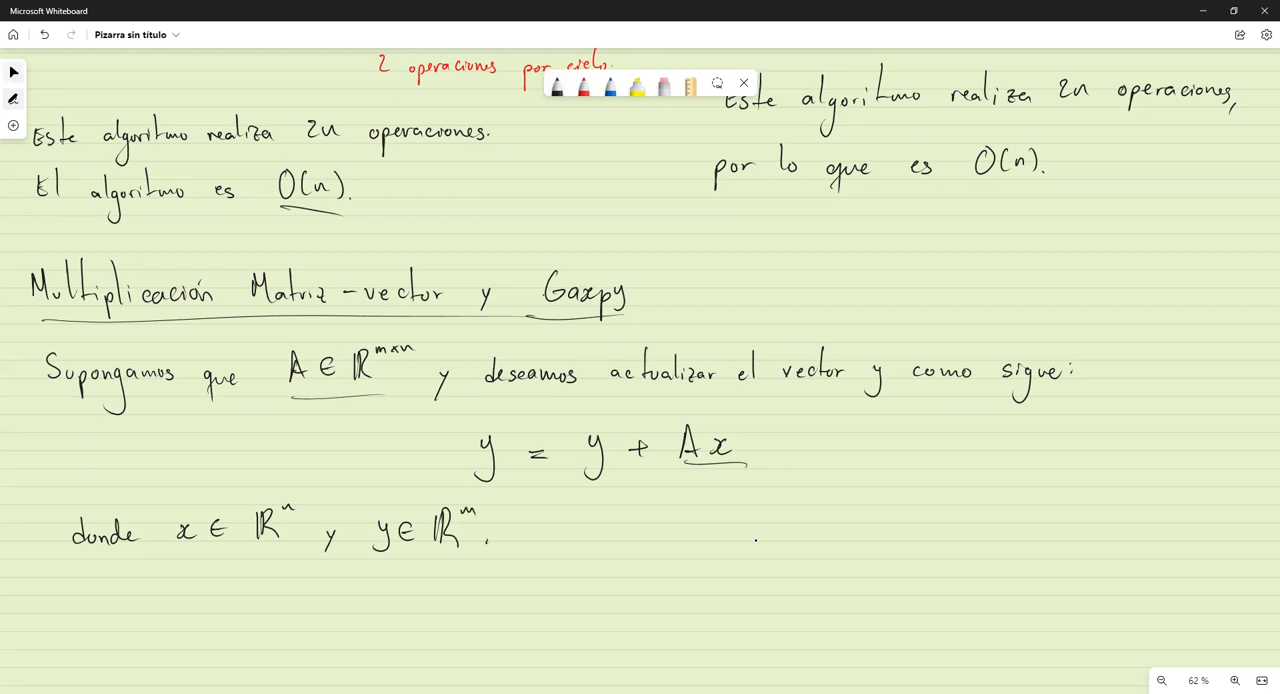 Microsoft Whiteboard
Pizarra sin título
2 operaciones por ciclo.
Este algoritmo realiza 2n operaciones.
El algoritmo es O(n).
Este algoritmo realiza 2n operaciones,
por lo que es O(n).
Multiplicación Matriz-vector y Gaxpy
Supongamos que A ∈ ℝ^{m×n} y deseamos actualizar el vector y como sigue:
y = y + Ax
donde x ∈ ℝ^n y y ∈ ℝ^m.
62 %